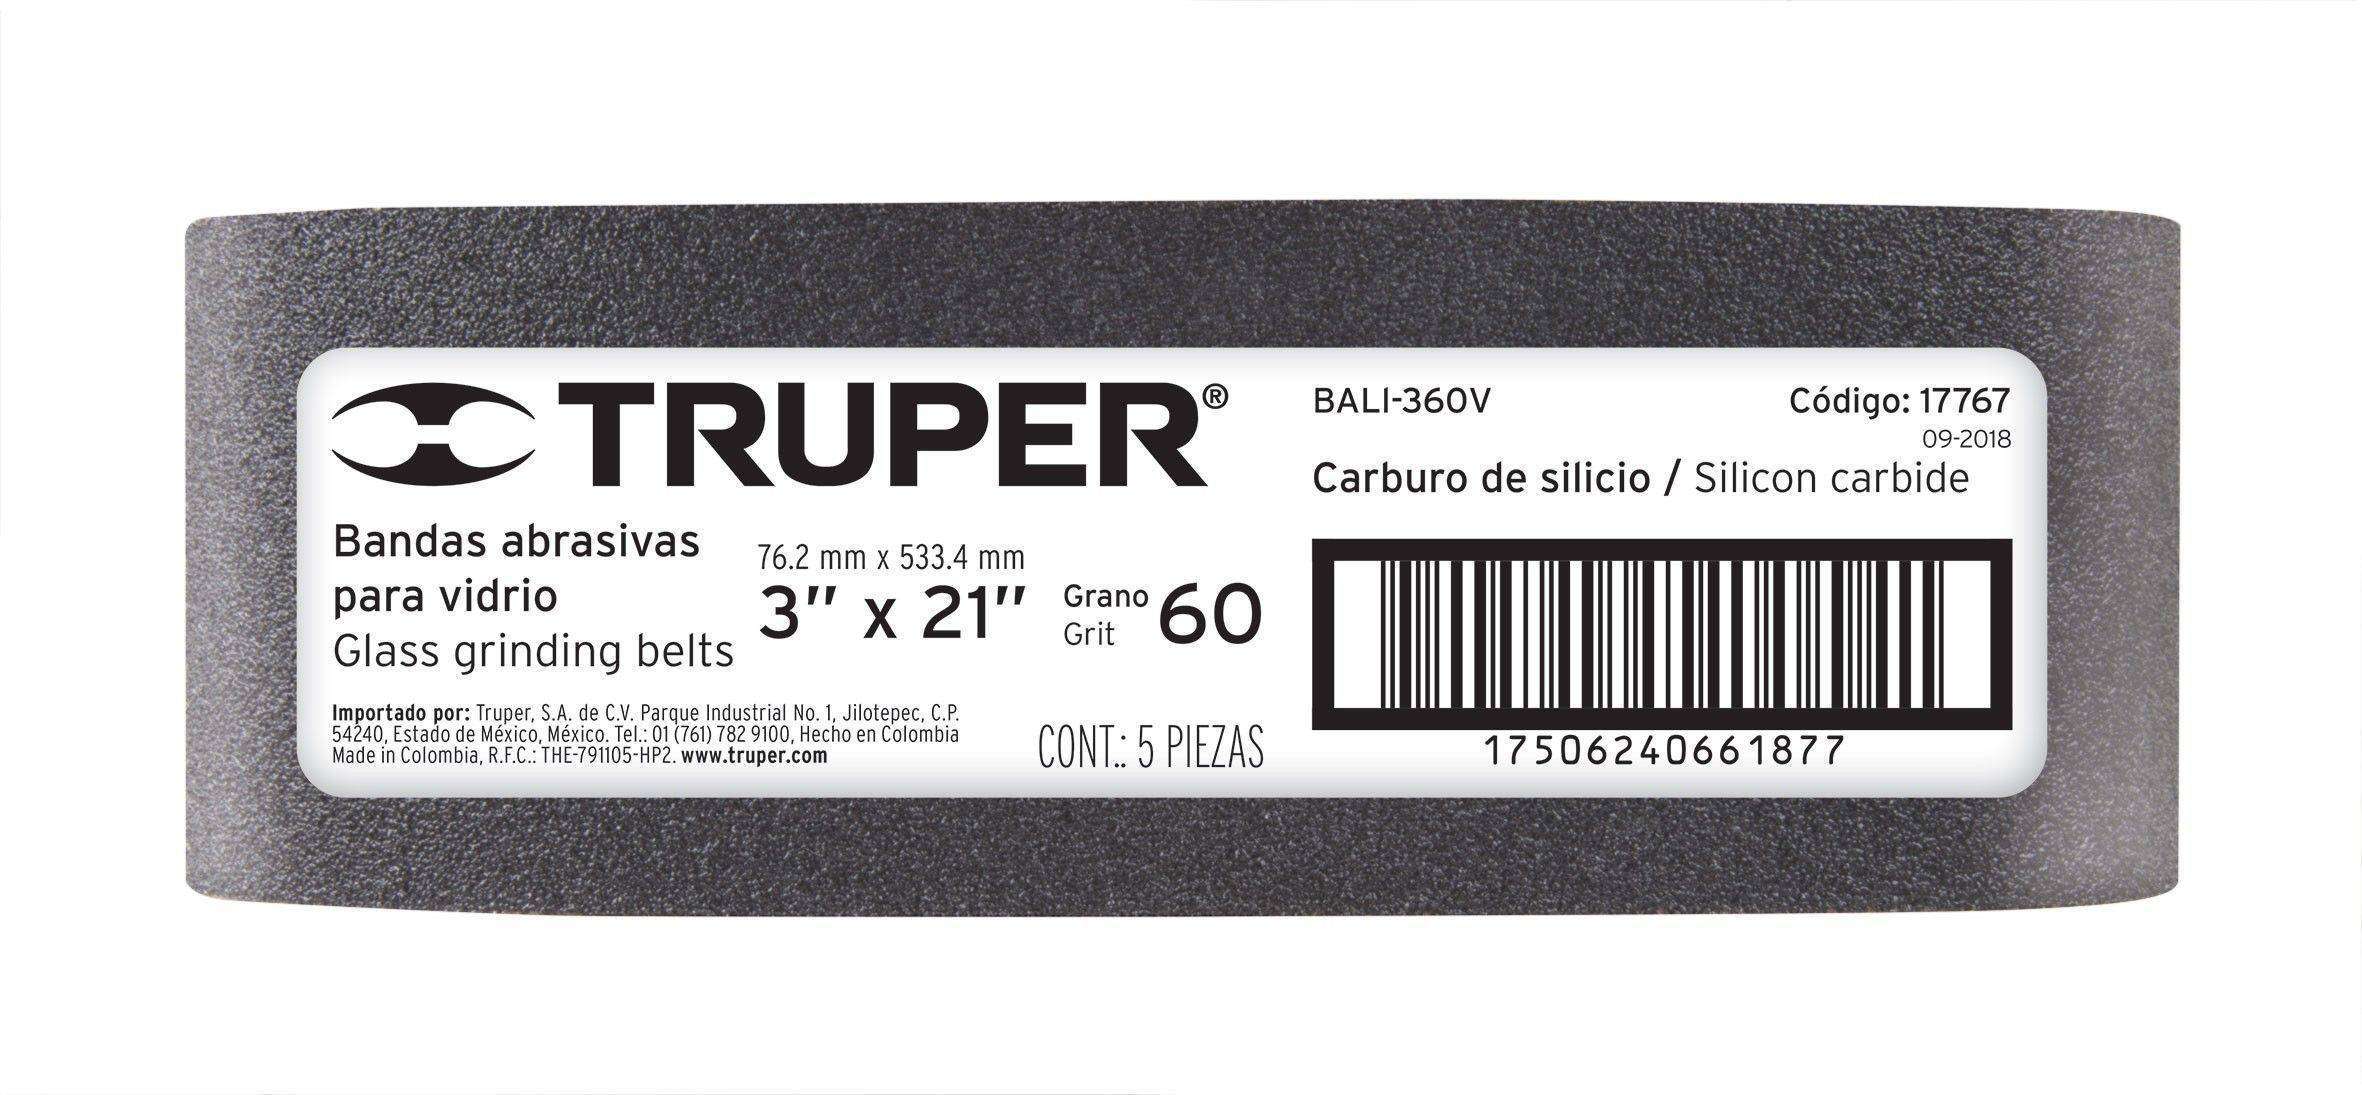 TRUPER®
Bandas abrasivas
para vidrio
Glass grinding belts
76.2 mm x 533.4 mm
3" x 21"
Grano
Grit
60
Importado por: Truper, S.A. de C.V. Parque Industrial No. 1, Jilotepec, C.P.
54240, Estado de México, México. Tel.: 01 (761) 782 9100, Hecho en Colombia
Made in Colombia, R.F.C.: THE-791105-HP2. www.truper.com
CONT.: 5 PIEZAS
BALI-360V
Código: 17767
09-2018
Carburo de silicio / Silicon carbide
17506240661877